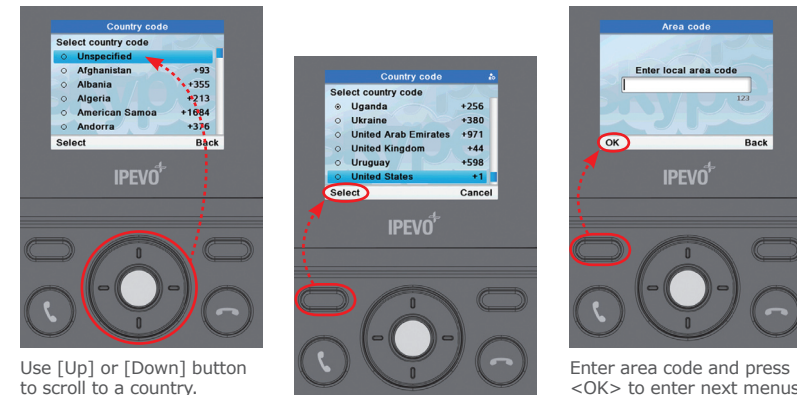 Country code
Select country code
Unspecified
Afghanistan +93
Albania +355
Algeria +213
American Samoa +1684
Andorra +376
Select Back
IPEVO
Use [Up] or [Down] button
to scroll to a country.
Country code
Select country code
Uganda +256
Ukraine +380
United Arab Emirates +971
United Kingdom +44
Uruguay +598
United States +1
Select Cancel
IPEVO
Area code
Enter local area code
123
OK Back
IPEVO
Enter area code and press
<OK> to enter next menus